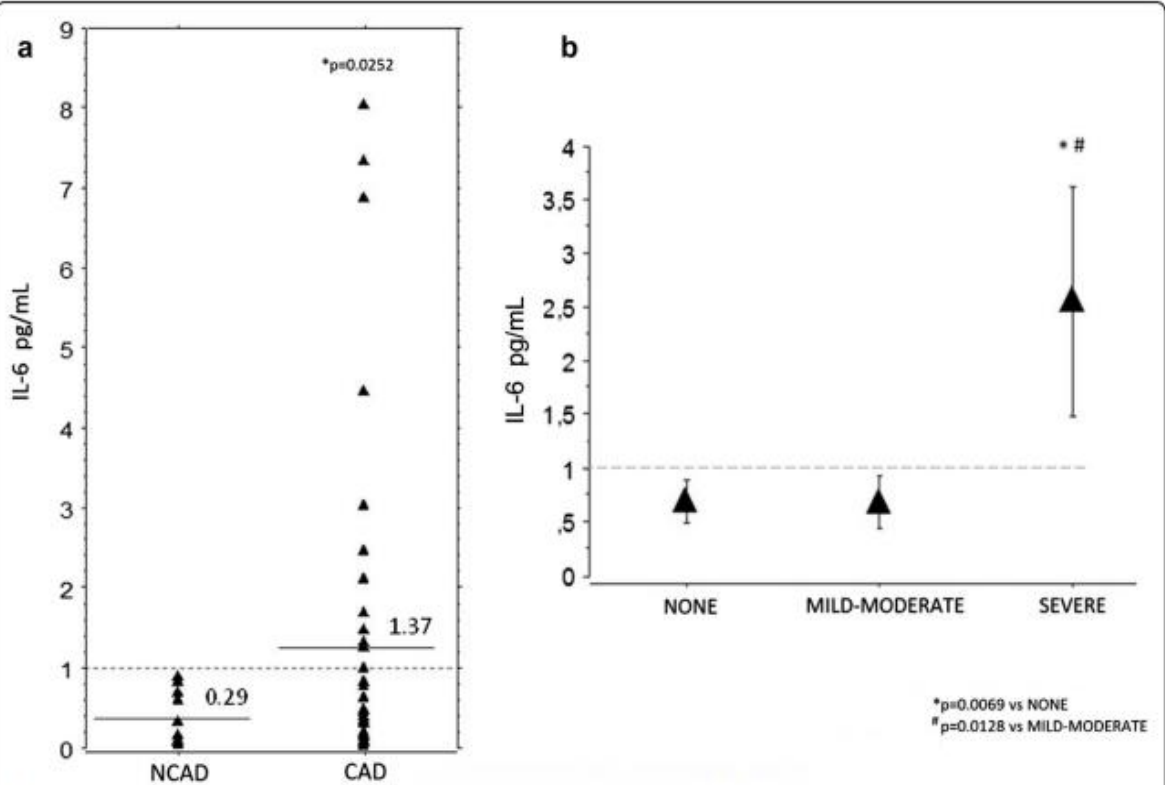 a
*p=0.0252
IL-6 pg/mL
9
8
7
6
5
4
3
2
1
0
1.37
0.29
NCAD CAD
b
* #
IL-6 pg/mL
4
3,5
3
2,5
2
1,5
1
,5
0
NONE MILD-MODERATE SEVERE
*p=0.0069 vs NONE
#p=0.0128 vs MILD-MODERATE